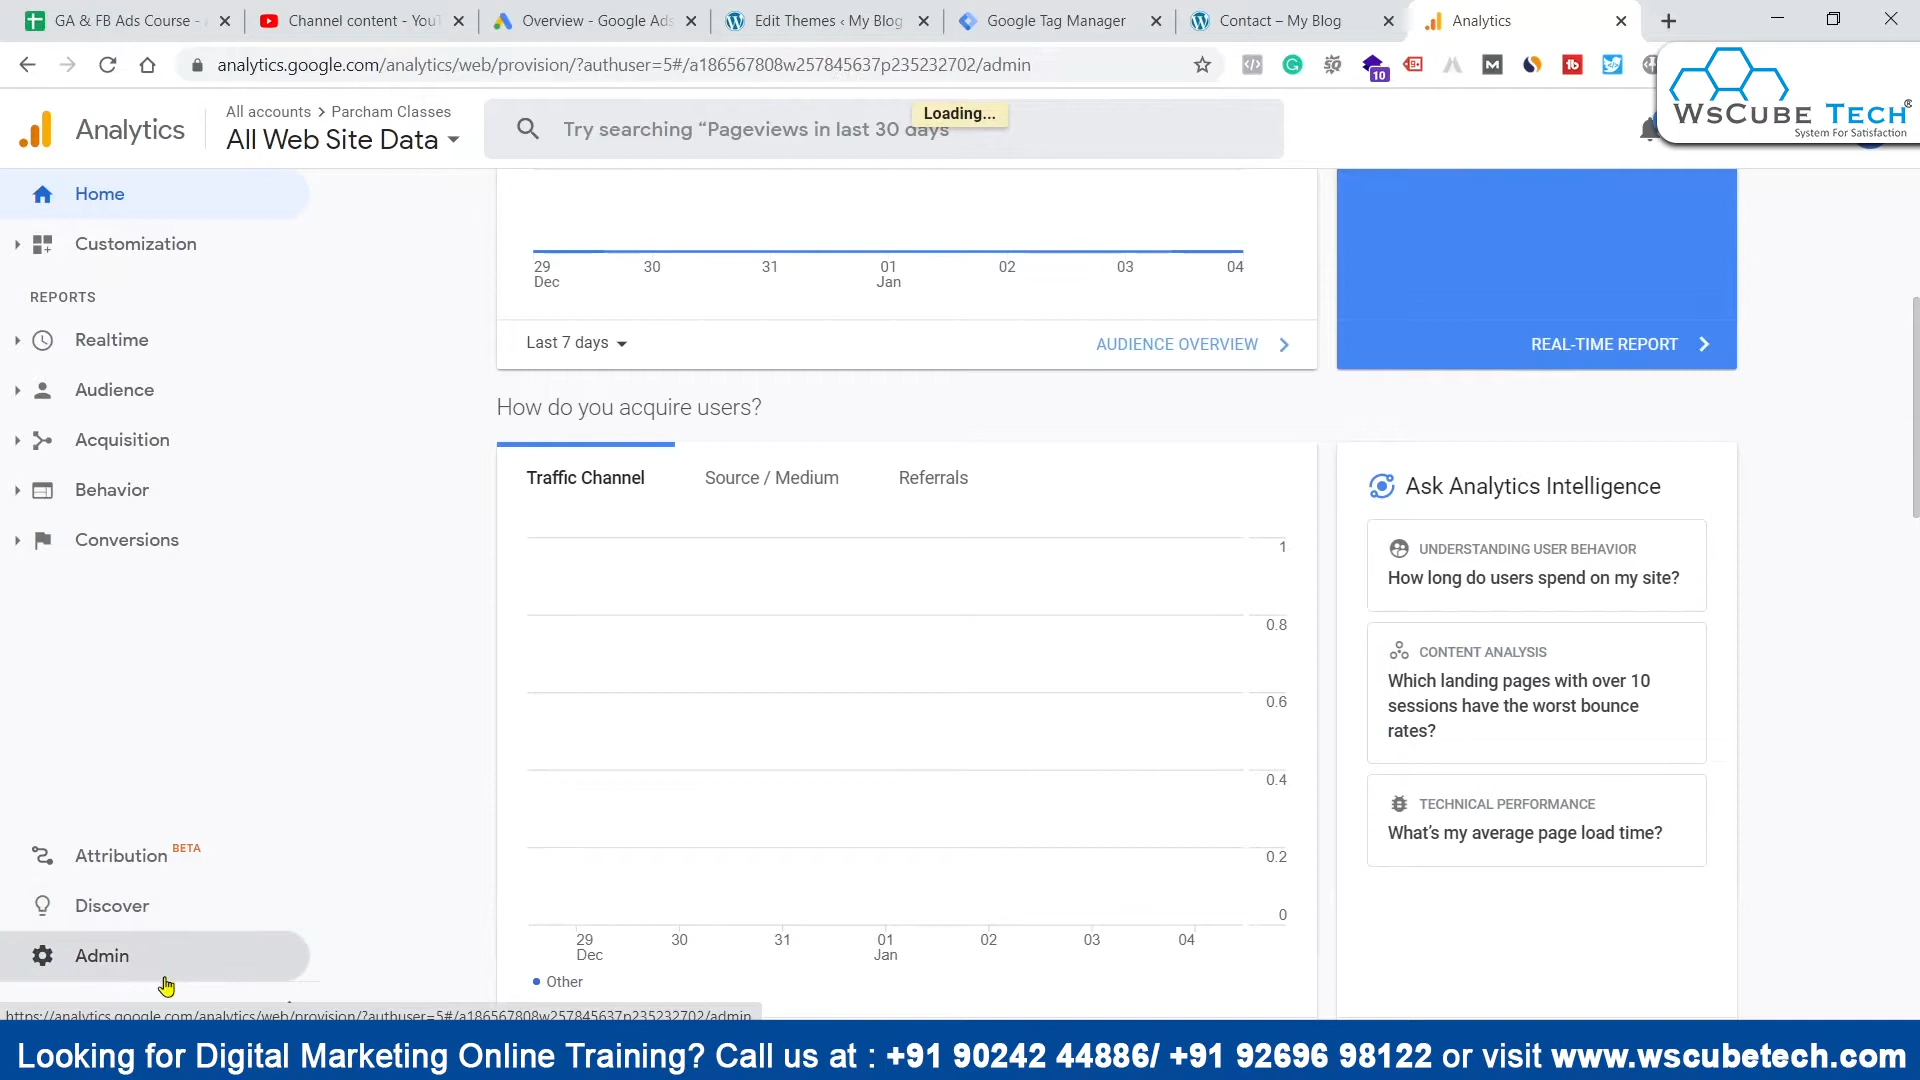 GA & FB Ads Course -
Channel content - YouT
Overview - Google Ads
Edit Themes ‹ My Blog
Google Tag Manager
Contact – My Blog
Analytics
analytics.google.com/analytics/web/provision/?authuser=5#/a186567808w257845637p235232702/admin
10
WsCube Tech®
System For Satisfaction
Analytics
All accounts > Parcham Classes
All Web Site Data
Try searching “Pageviews in last 30 days
Loading...
Home
Customization
REPORTS
Realtime
Audience
Acquisition
Behavior
Conversions
Attribution BETA
Discover
Admin
29 30 31 01 02 03 04
Dec Jan
Last 7 days
AUDIENCE OVERVIEW
REAL-TIME REPORT
How do you acquire users?
Traffic Channel
Source / Medium
Referrals
1
0.8
0.6
0.4
0.2
0
29 30 31 01 02 03 04
Dec Jan
Other
Ask Analytics Intelligence
UNDERSTANDING USER BEHAVIOR
How long do users spend on my site?
CONTENT ANALYSIS
Which landing pages with over 10
sessions have the worst bounce
rates?
TECHNICAL PERFORMANCE
What's my average page load time?
https://analytics.google.com/analytics/web/provision/?authuser=5#/a186567808w257845637p235232702/admin
Looking for Digital Marketing Online Training? Call us at : +91 90242 44886/ +91 92696 98122 or visit www.wscubetech.com